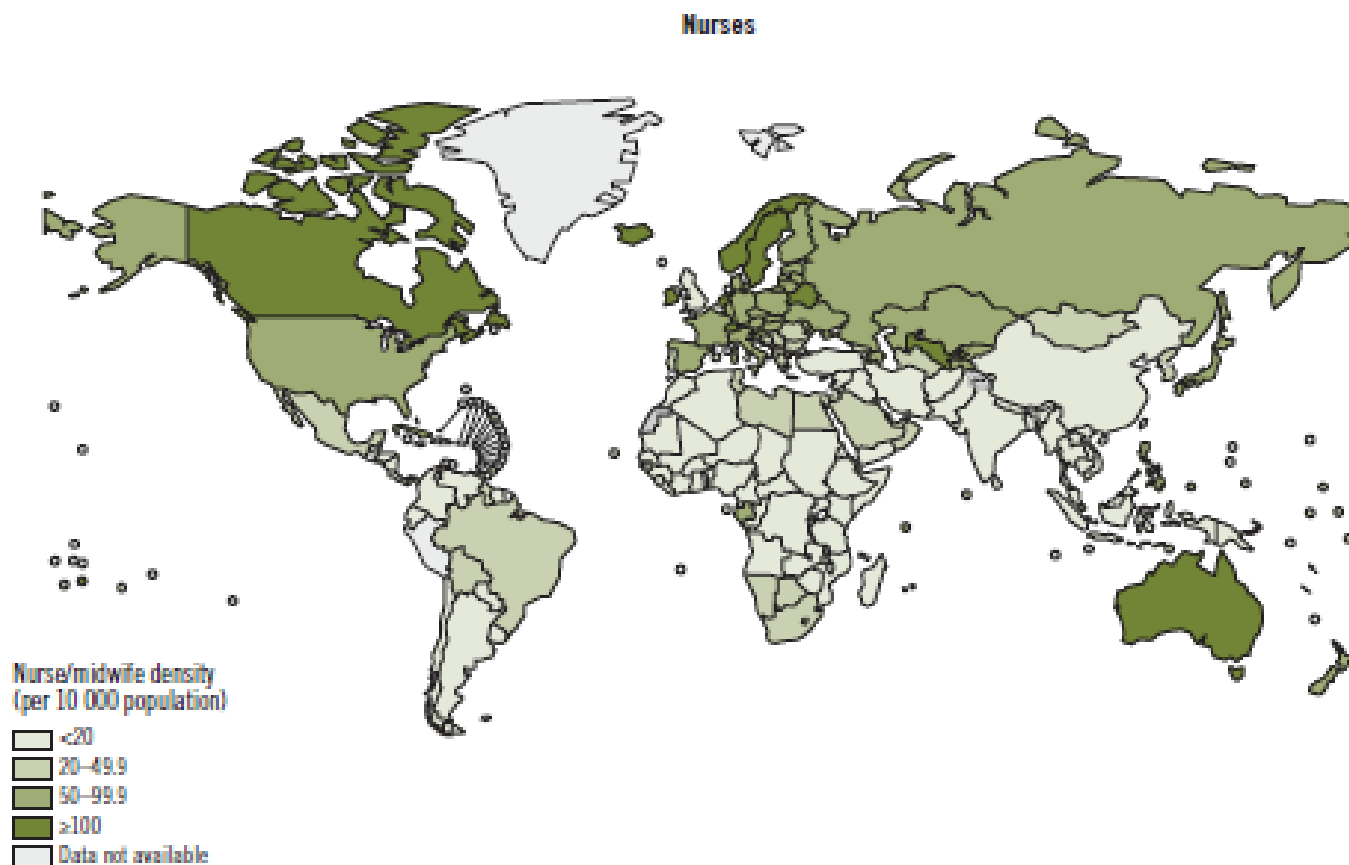 Nurses
Nurse/midwife density
(per 10 000 population)
<20
20–49.9
50–99.9
≥100
Data not available